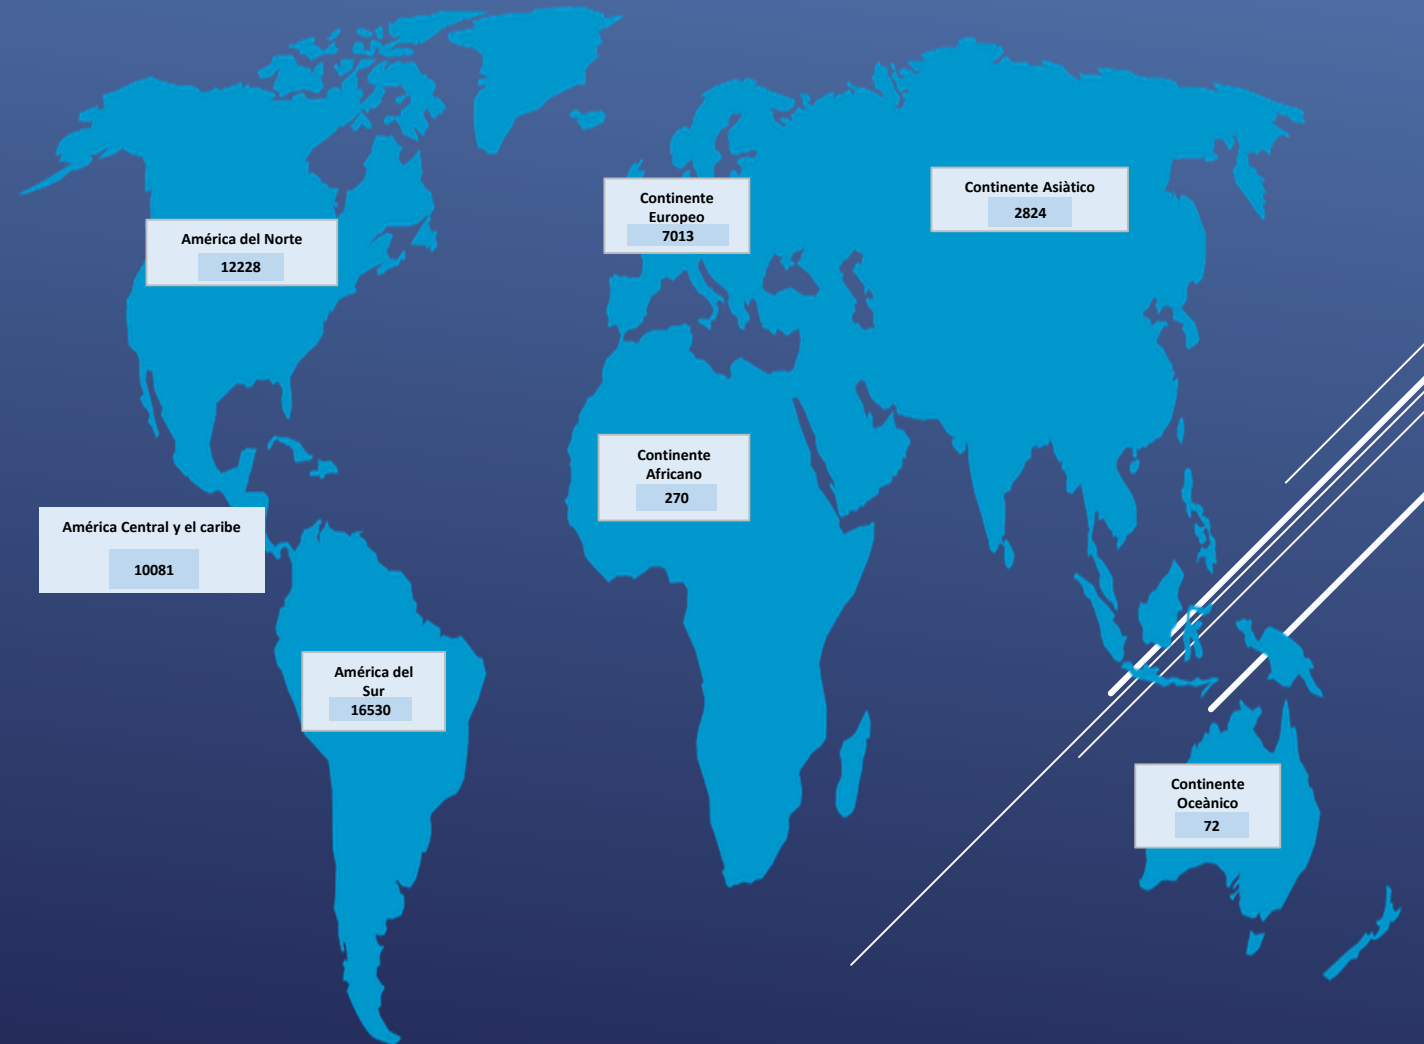 Continente Asiàtico
2824
Continente
Europeo
7013
América del Norte
12228
Continente
Africano
270
América Central y el caribe
10081
América del
Sur
16530
Continente
Oceànico
72